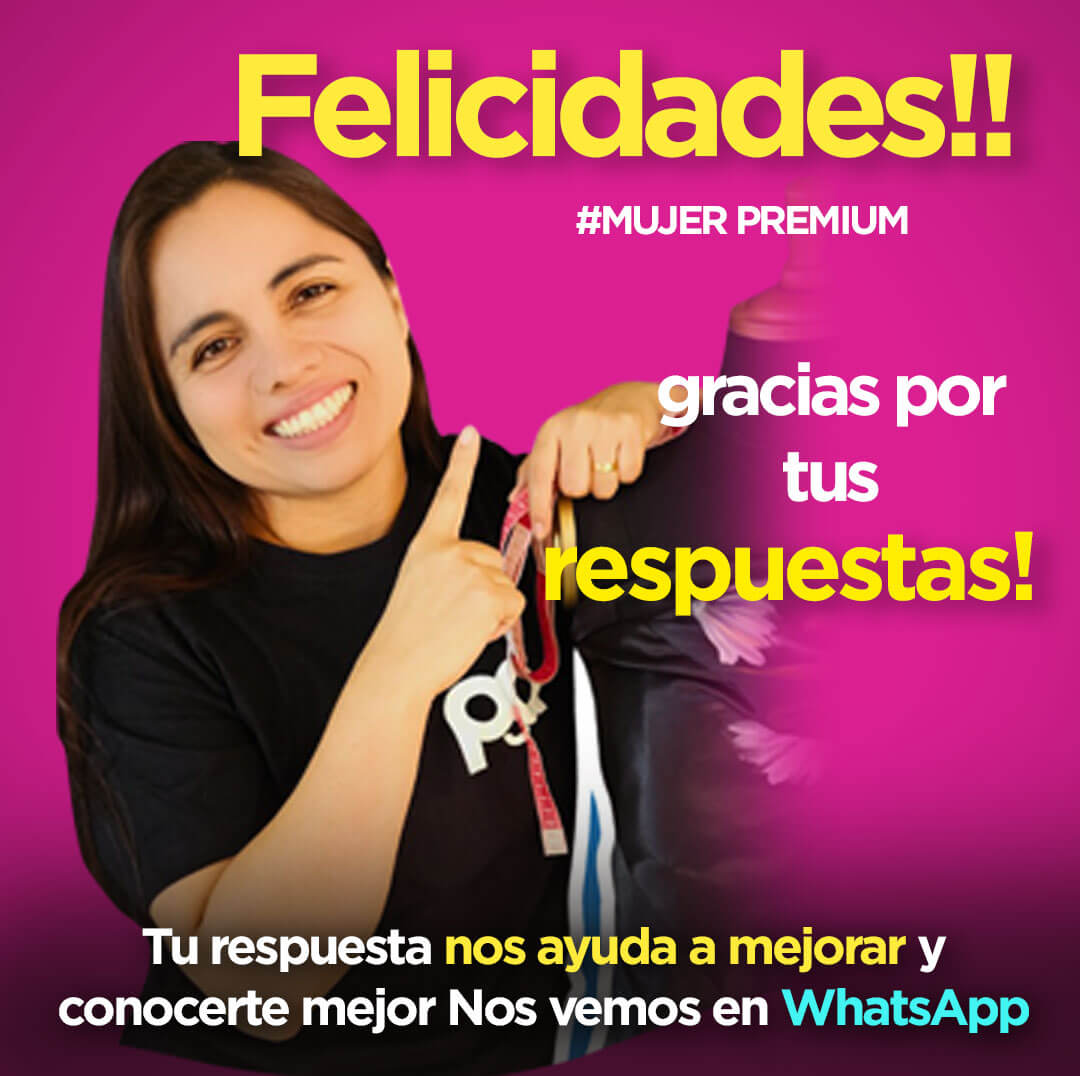 Felicidades!!
#MUJER PREMIUM
gracias por
tus
respuestas!
Tu respuesta nos ayuda a mejorar y
conocerte mejor Nos vemos en WhatsApp